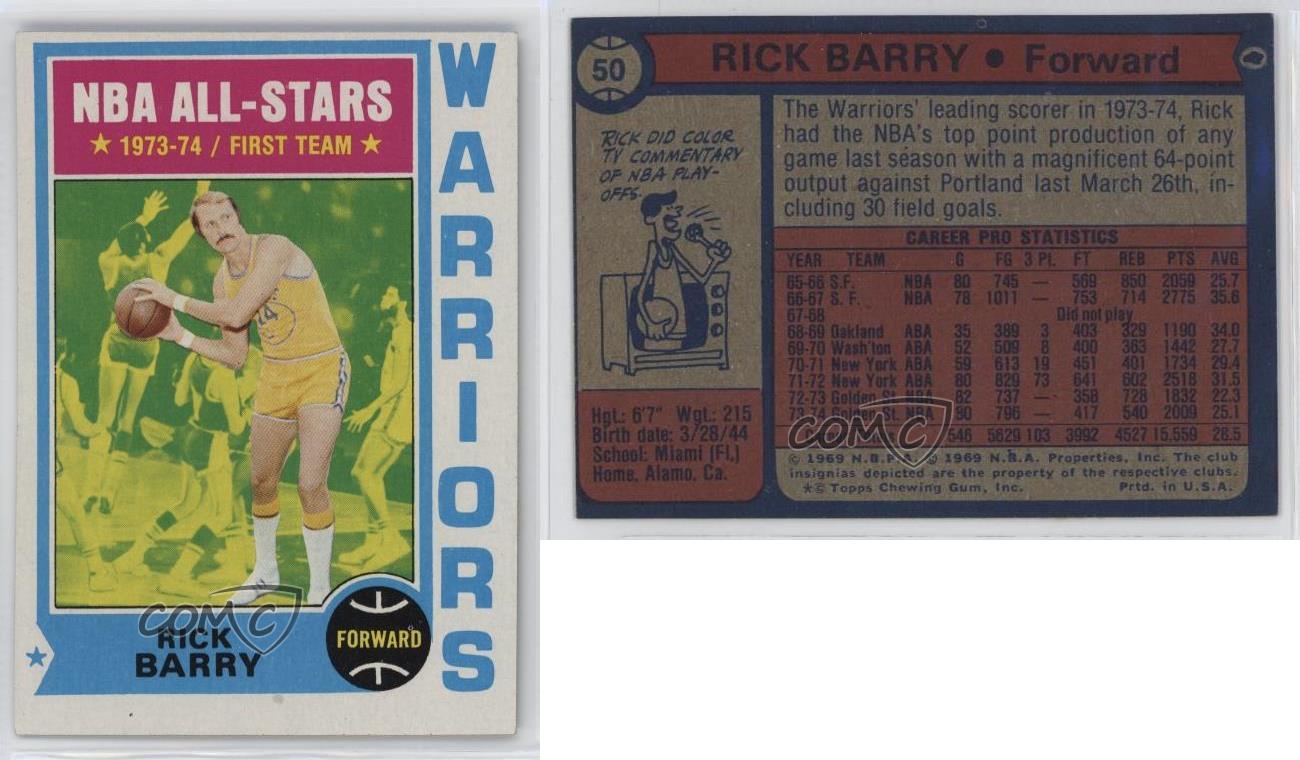 NBA ALL-STARS
★ 1973-74 / FIRST TEAM ★
WARRIORS
14
COMC
RICK
BARRY
FORWARD
50
RICK BARRY • Forward
RICK DID COLOR
TV COMMENTARY
OF NBA PLAY-
OFFS.
The Warriors' leading scorer in 1973-74, Rick
had the NBA's top point production of any
game last season with a magnificent 64-point
output against Portland last March 26th, in-
cluding 30 field goals.
CAREER PRO STATISTICS
YEAR TEAM G FG 3 Pt. FT REB PTS AVG
65-66 S.F. NBA 80 745 — 569 850 2059 25.7
66-67 S. F. NBA 78 1011 — 753 714 2775 35.6
67-68 Did not play
68-69 Oakland ABA 35 389 3 403 329 1190 34.0
69-70 Wash'ton ABA 52 509 8 400 363 1442 27.7
70-71 New York ABA 59 613 19 451 401 1734 29.4
71-72 New York ABA 80 829 73 641 602 2518 31.5
72-73 Golden St. NBA 82 737 — 358 728 1832 22.3
73-74 Golden St. NBA 80 796 — 417 540 2009 25.1
546 5629 103 3992 4527 15,559 28.5
COMC
Hgt.: 6'7" Wgt.: 215
Birth date: 3/28/44
School: Miami (Fl.)
Home, Alamo, Ca.
© 1969 N.B.P.A. © 1969 N.B.A. Properties, Inc. The club
insignias depicted are the property of the respective clubs.
★© Topps Chewing Gum, Inc. Prtd. in U.S.A.